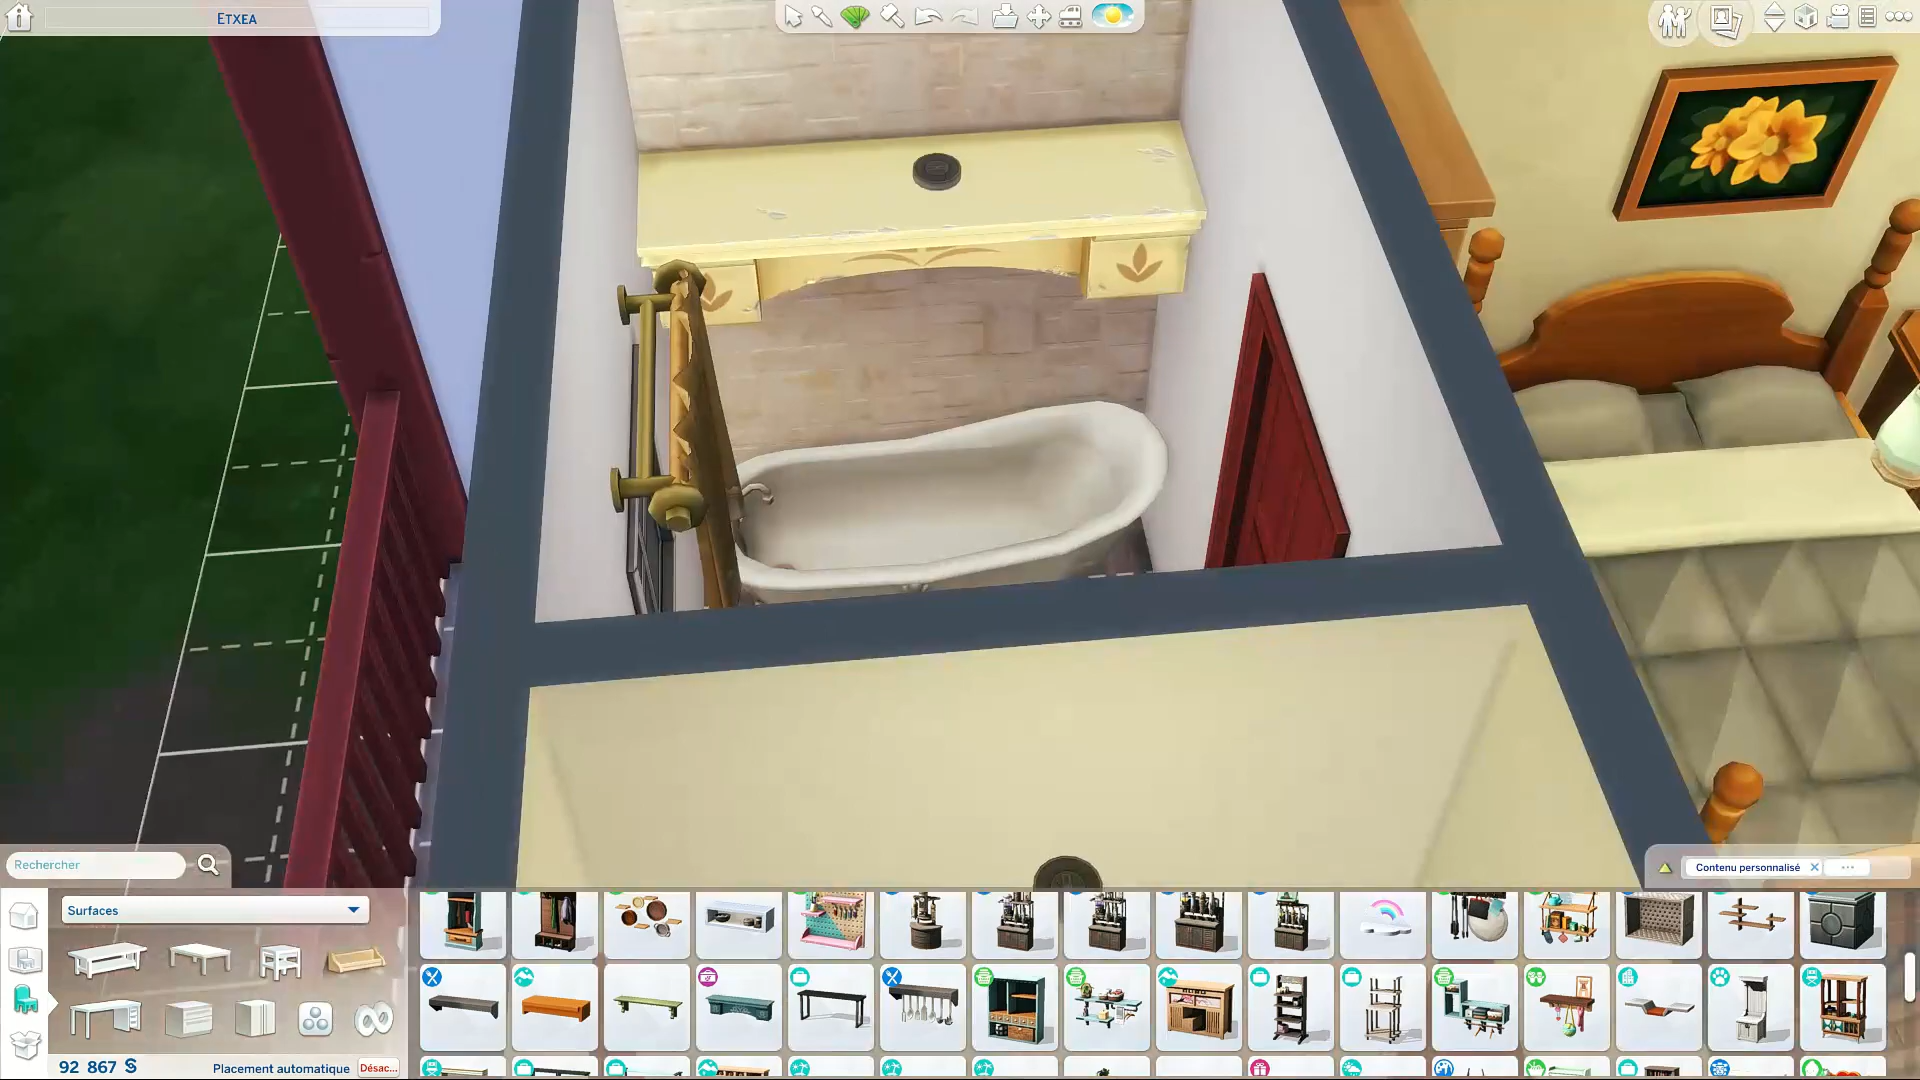 Etxea
Rechercher
Contenu personnalisé
Surfaces
92 867 §
Placement automatique
Désac...